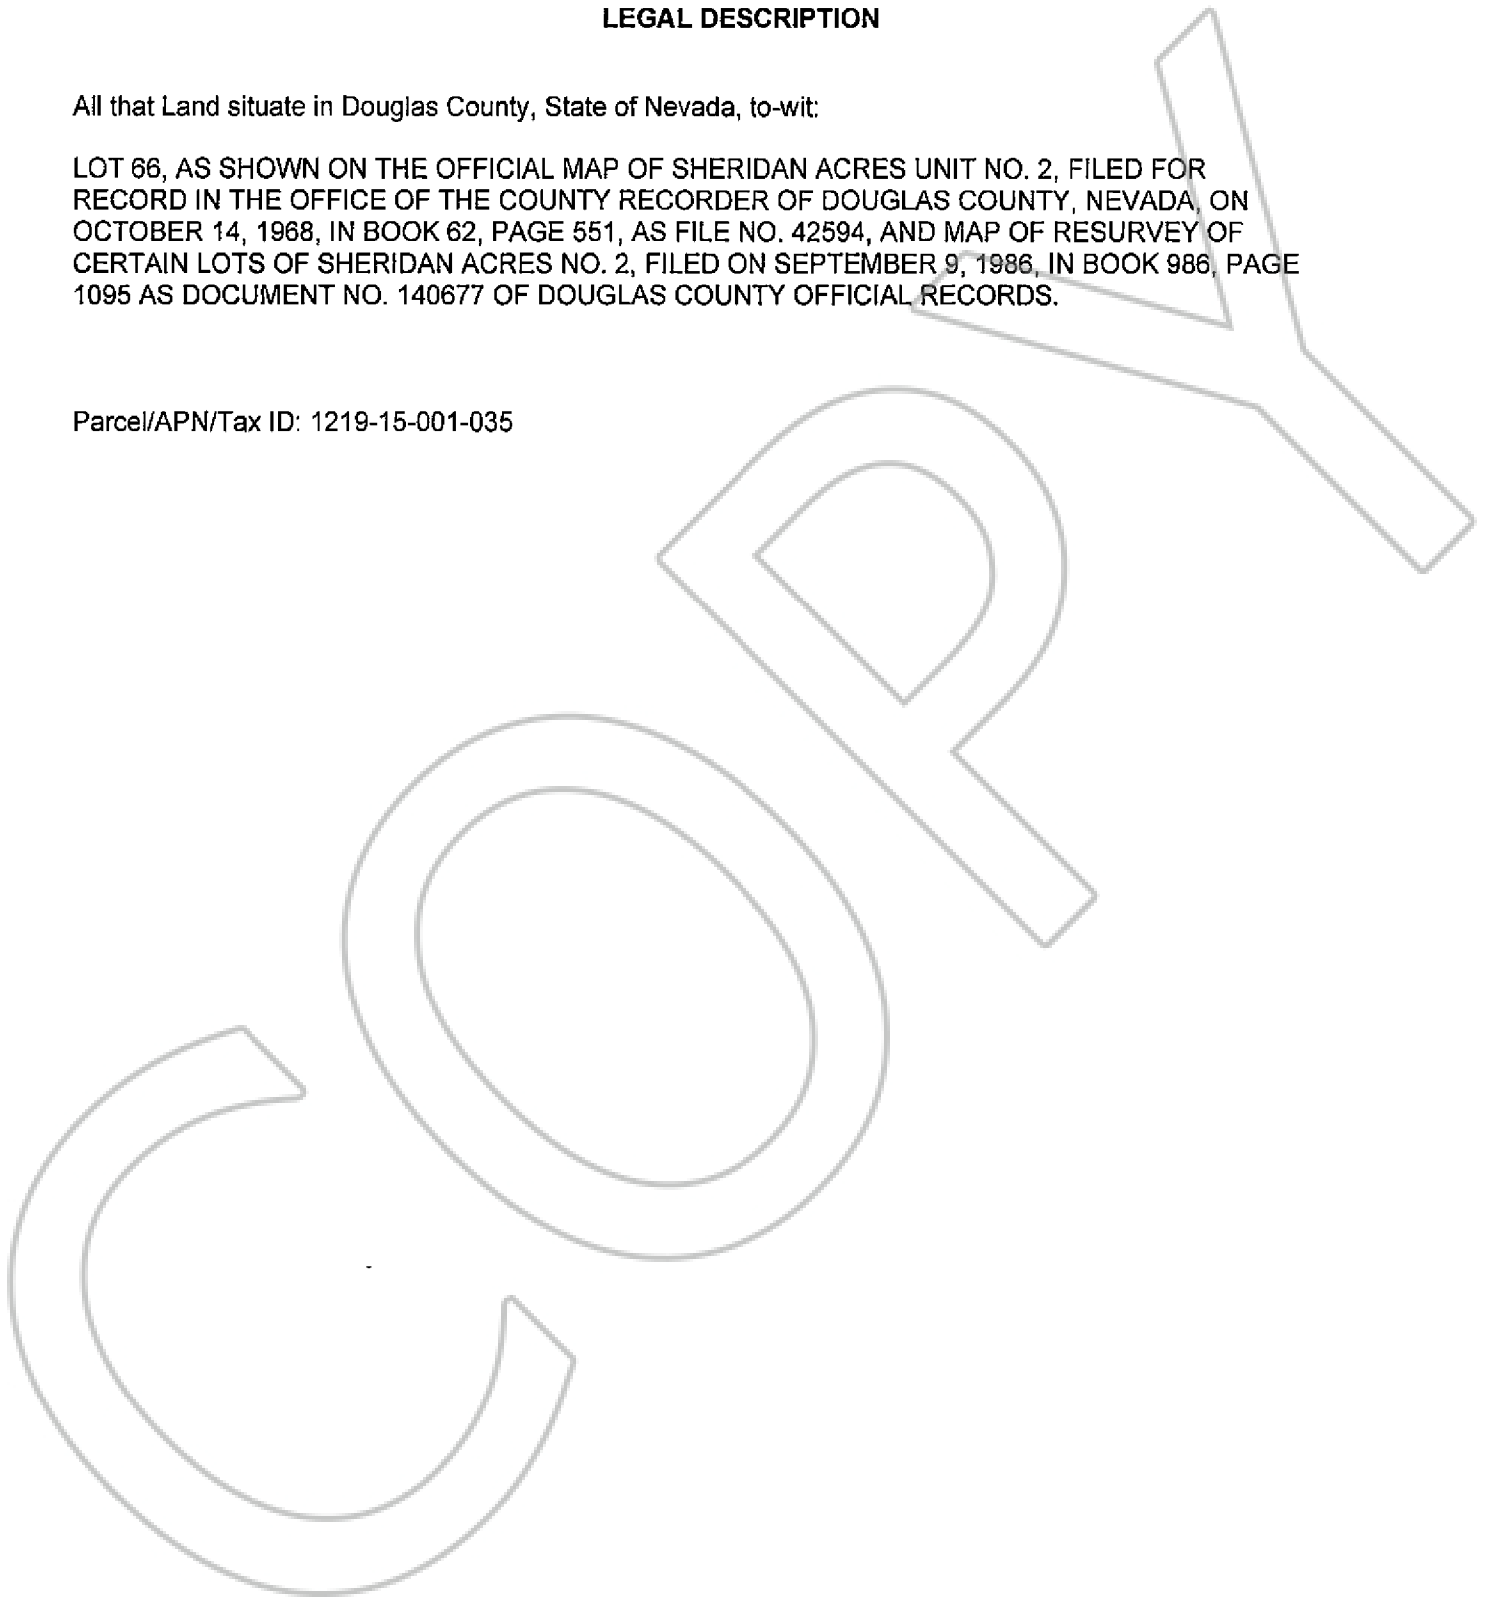 LEGAL DESCRIPTION
All that Land situate in Douglas County, State of Nevada, to-wit:
LOT 66, AS SHOWN ON THE OFFICIAL MAP OF SHERIDAN ACRES UNIT NO. 2, FILED FOR
RECORD IN THE OFFICE OF THE COUNTY RECORDER OF DOUGLAS COUNTY, NEVADA, ON
OCTOBER 14, 1968, IN BOOK 62, PAGE 551, AS FILE NO. 42594, AND MAP OF RESURVEY OF
CERTAIN LOTS OF SHERIDAN ACRES NO. 2, FILED ON SEPTEMBER 9, 1986, IN BOOK 986, PAGE
1095 AS DOCUMENT NO. 140677 OF DOUGLAS COUNTY OFFICIAL RECORDS.
Parcel/APN/Tax ID: 1219-15-001-035
COPY